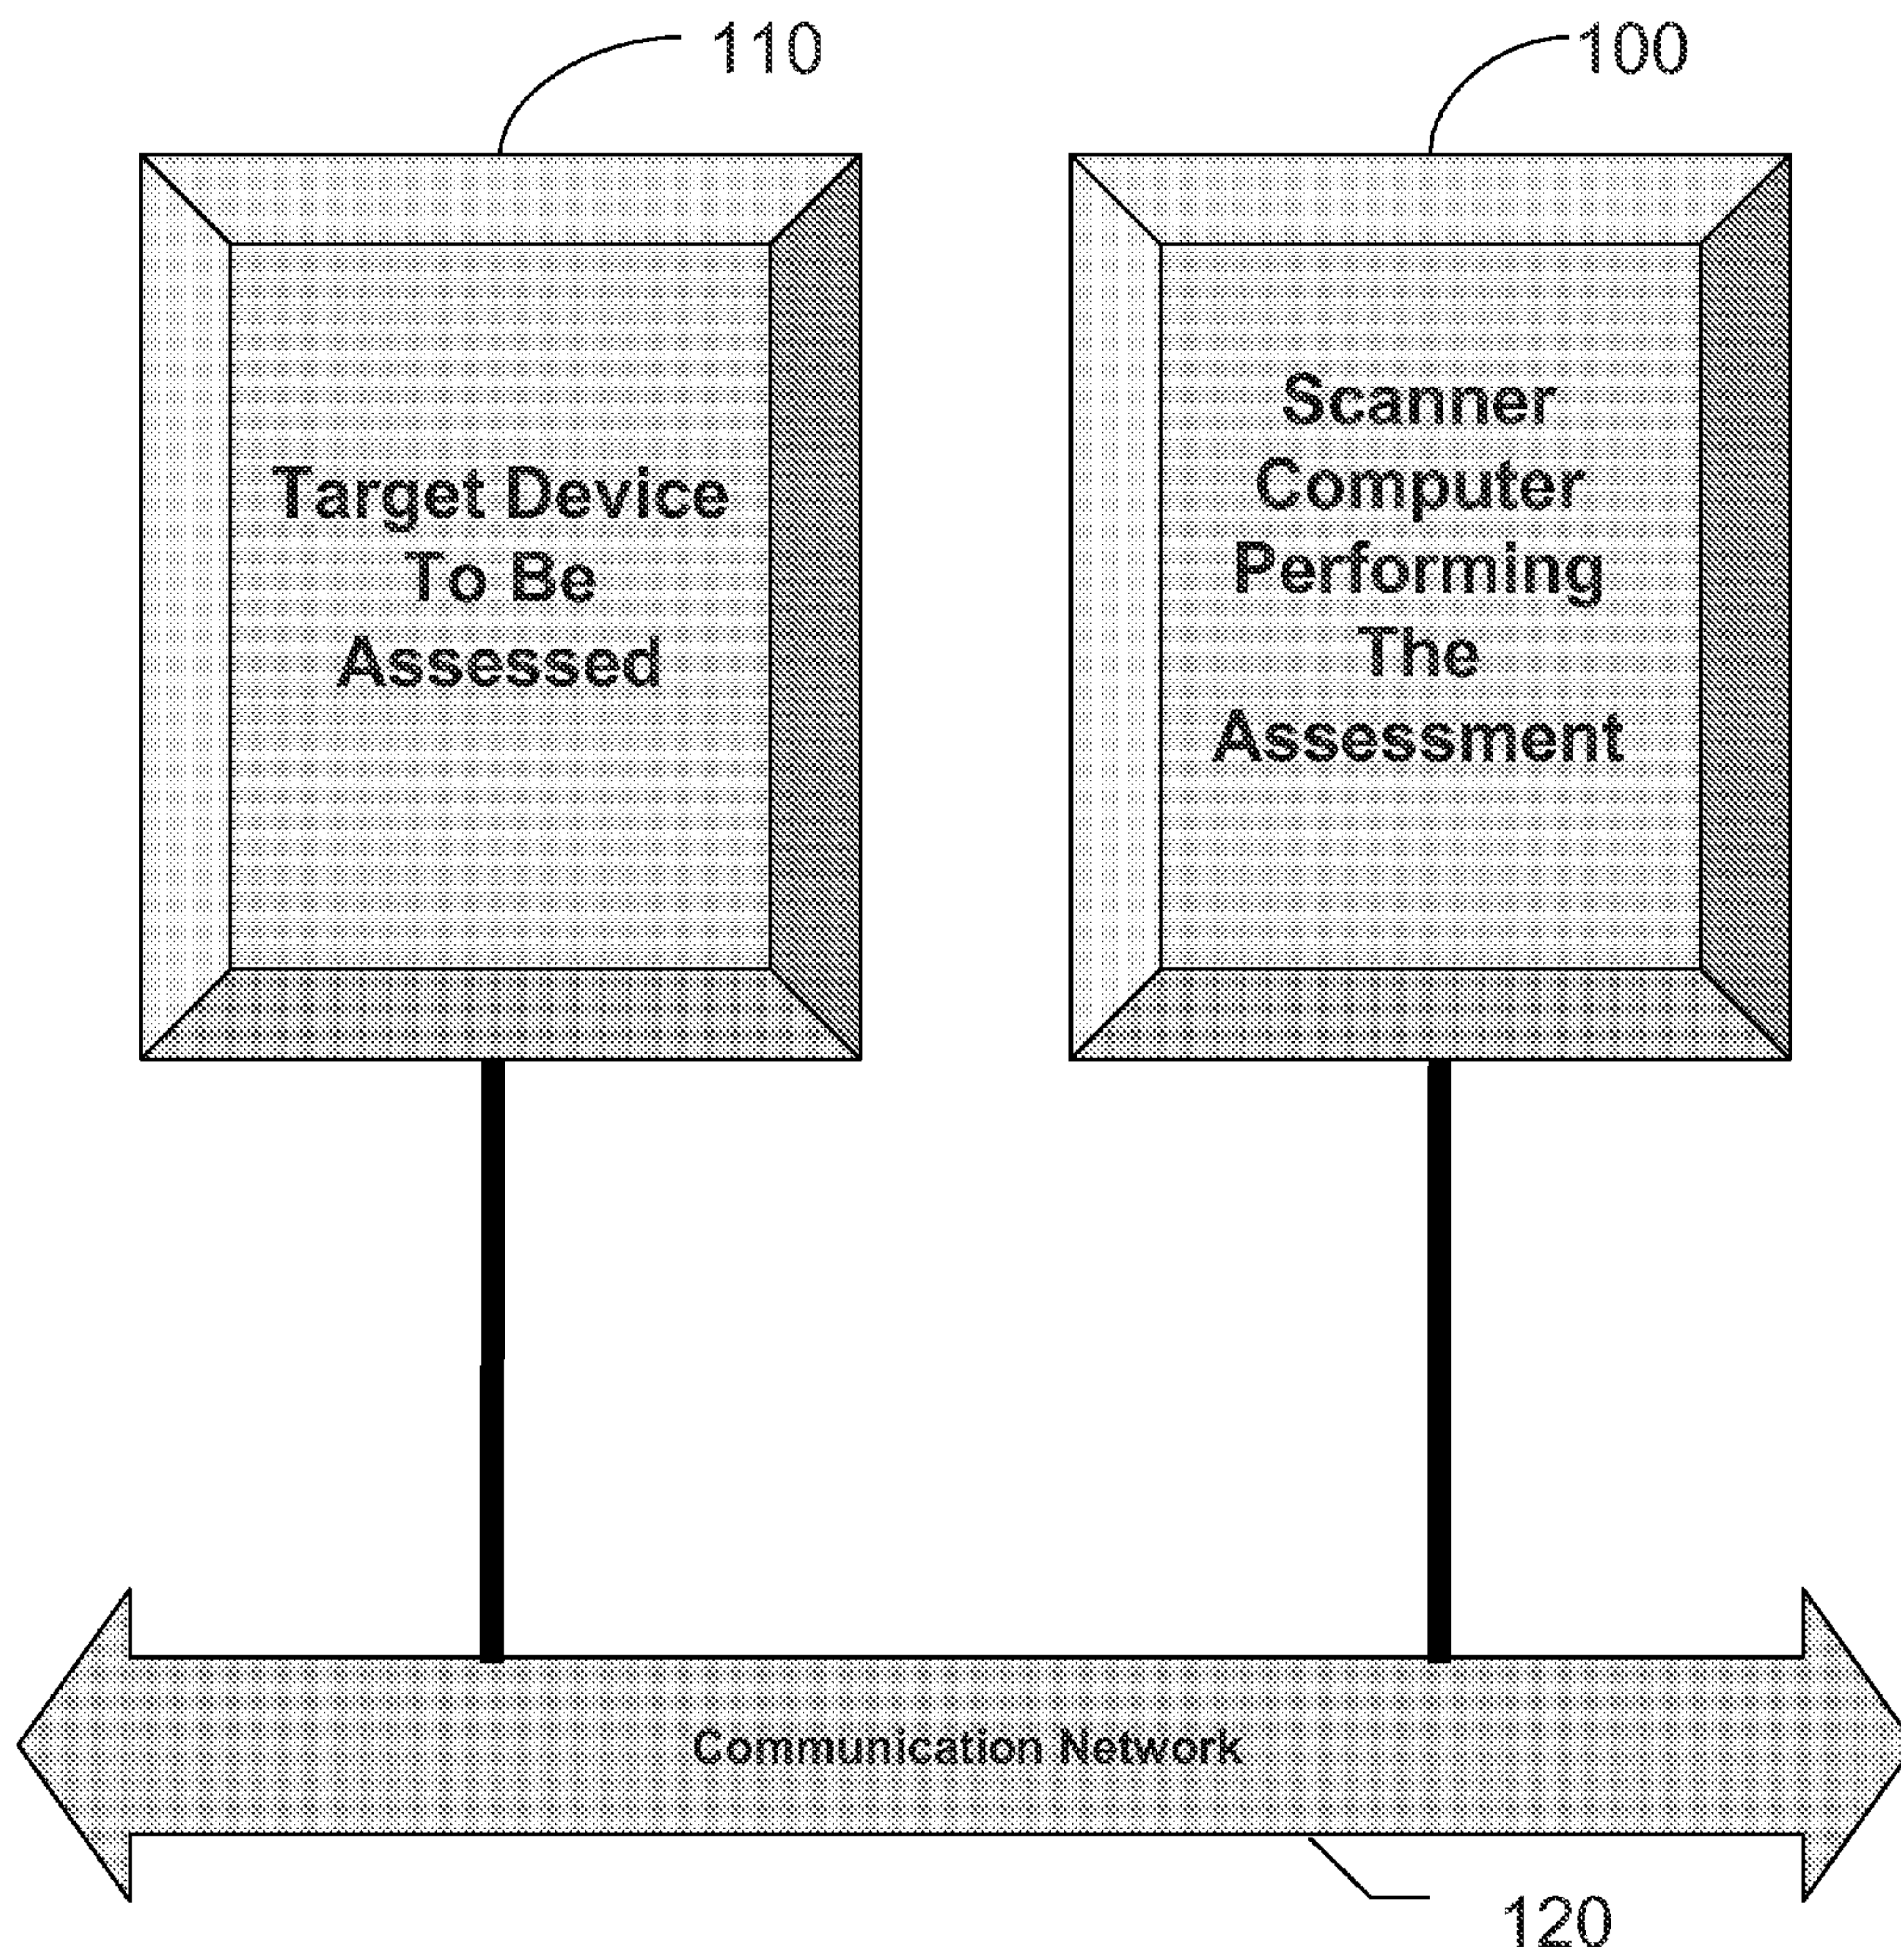 110
100
Target Device
To Be
Assessed
Scanner
Computer
Performing
The
Assessment
Communication Network
120